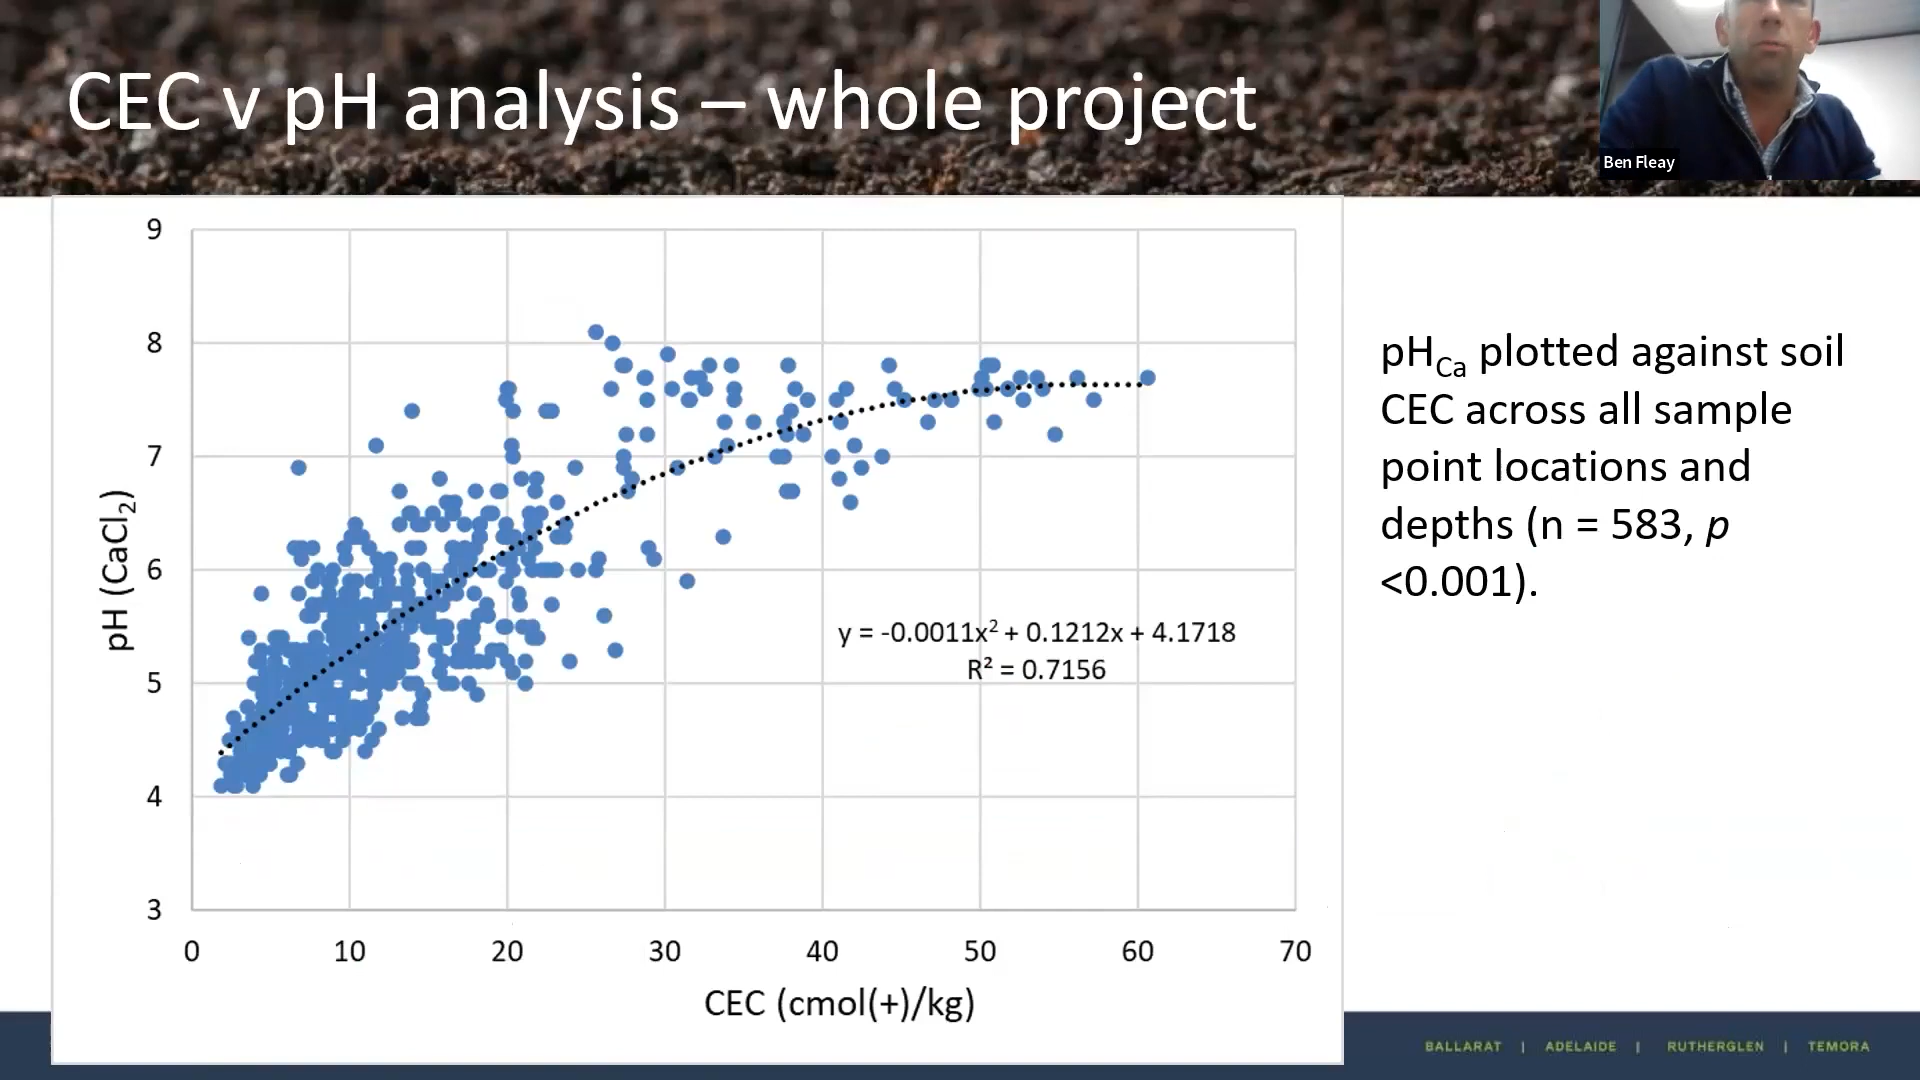 CEC v pH analysis – whole project
Ben Fleay
9
8
7
6
5
4
3
pH (CaCl₂)
y = -0.0011x² + 0.1212x + 4.1718
R² = 0.7156
0 10 20 30 40 50 60 70
CEC (cmol(+)/kg)
pHCa plotted against soil
CEC across all sample
point locations and
depths (n = 583, p
<0.001).
BALLARAT | ADELAIDE | RUTHERGLEN | TEMORA